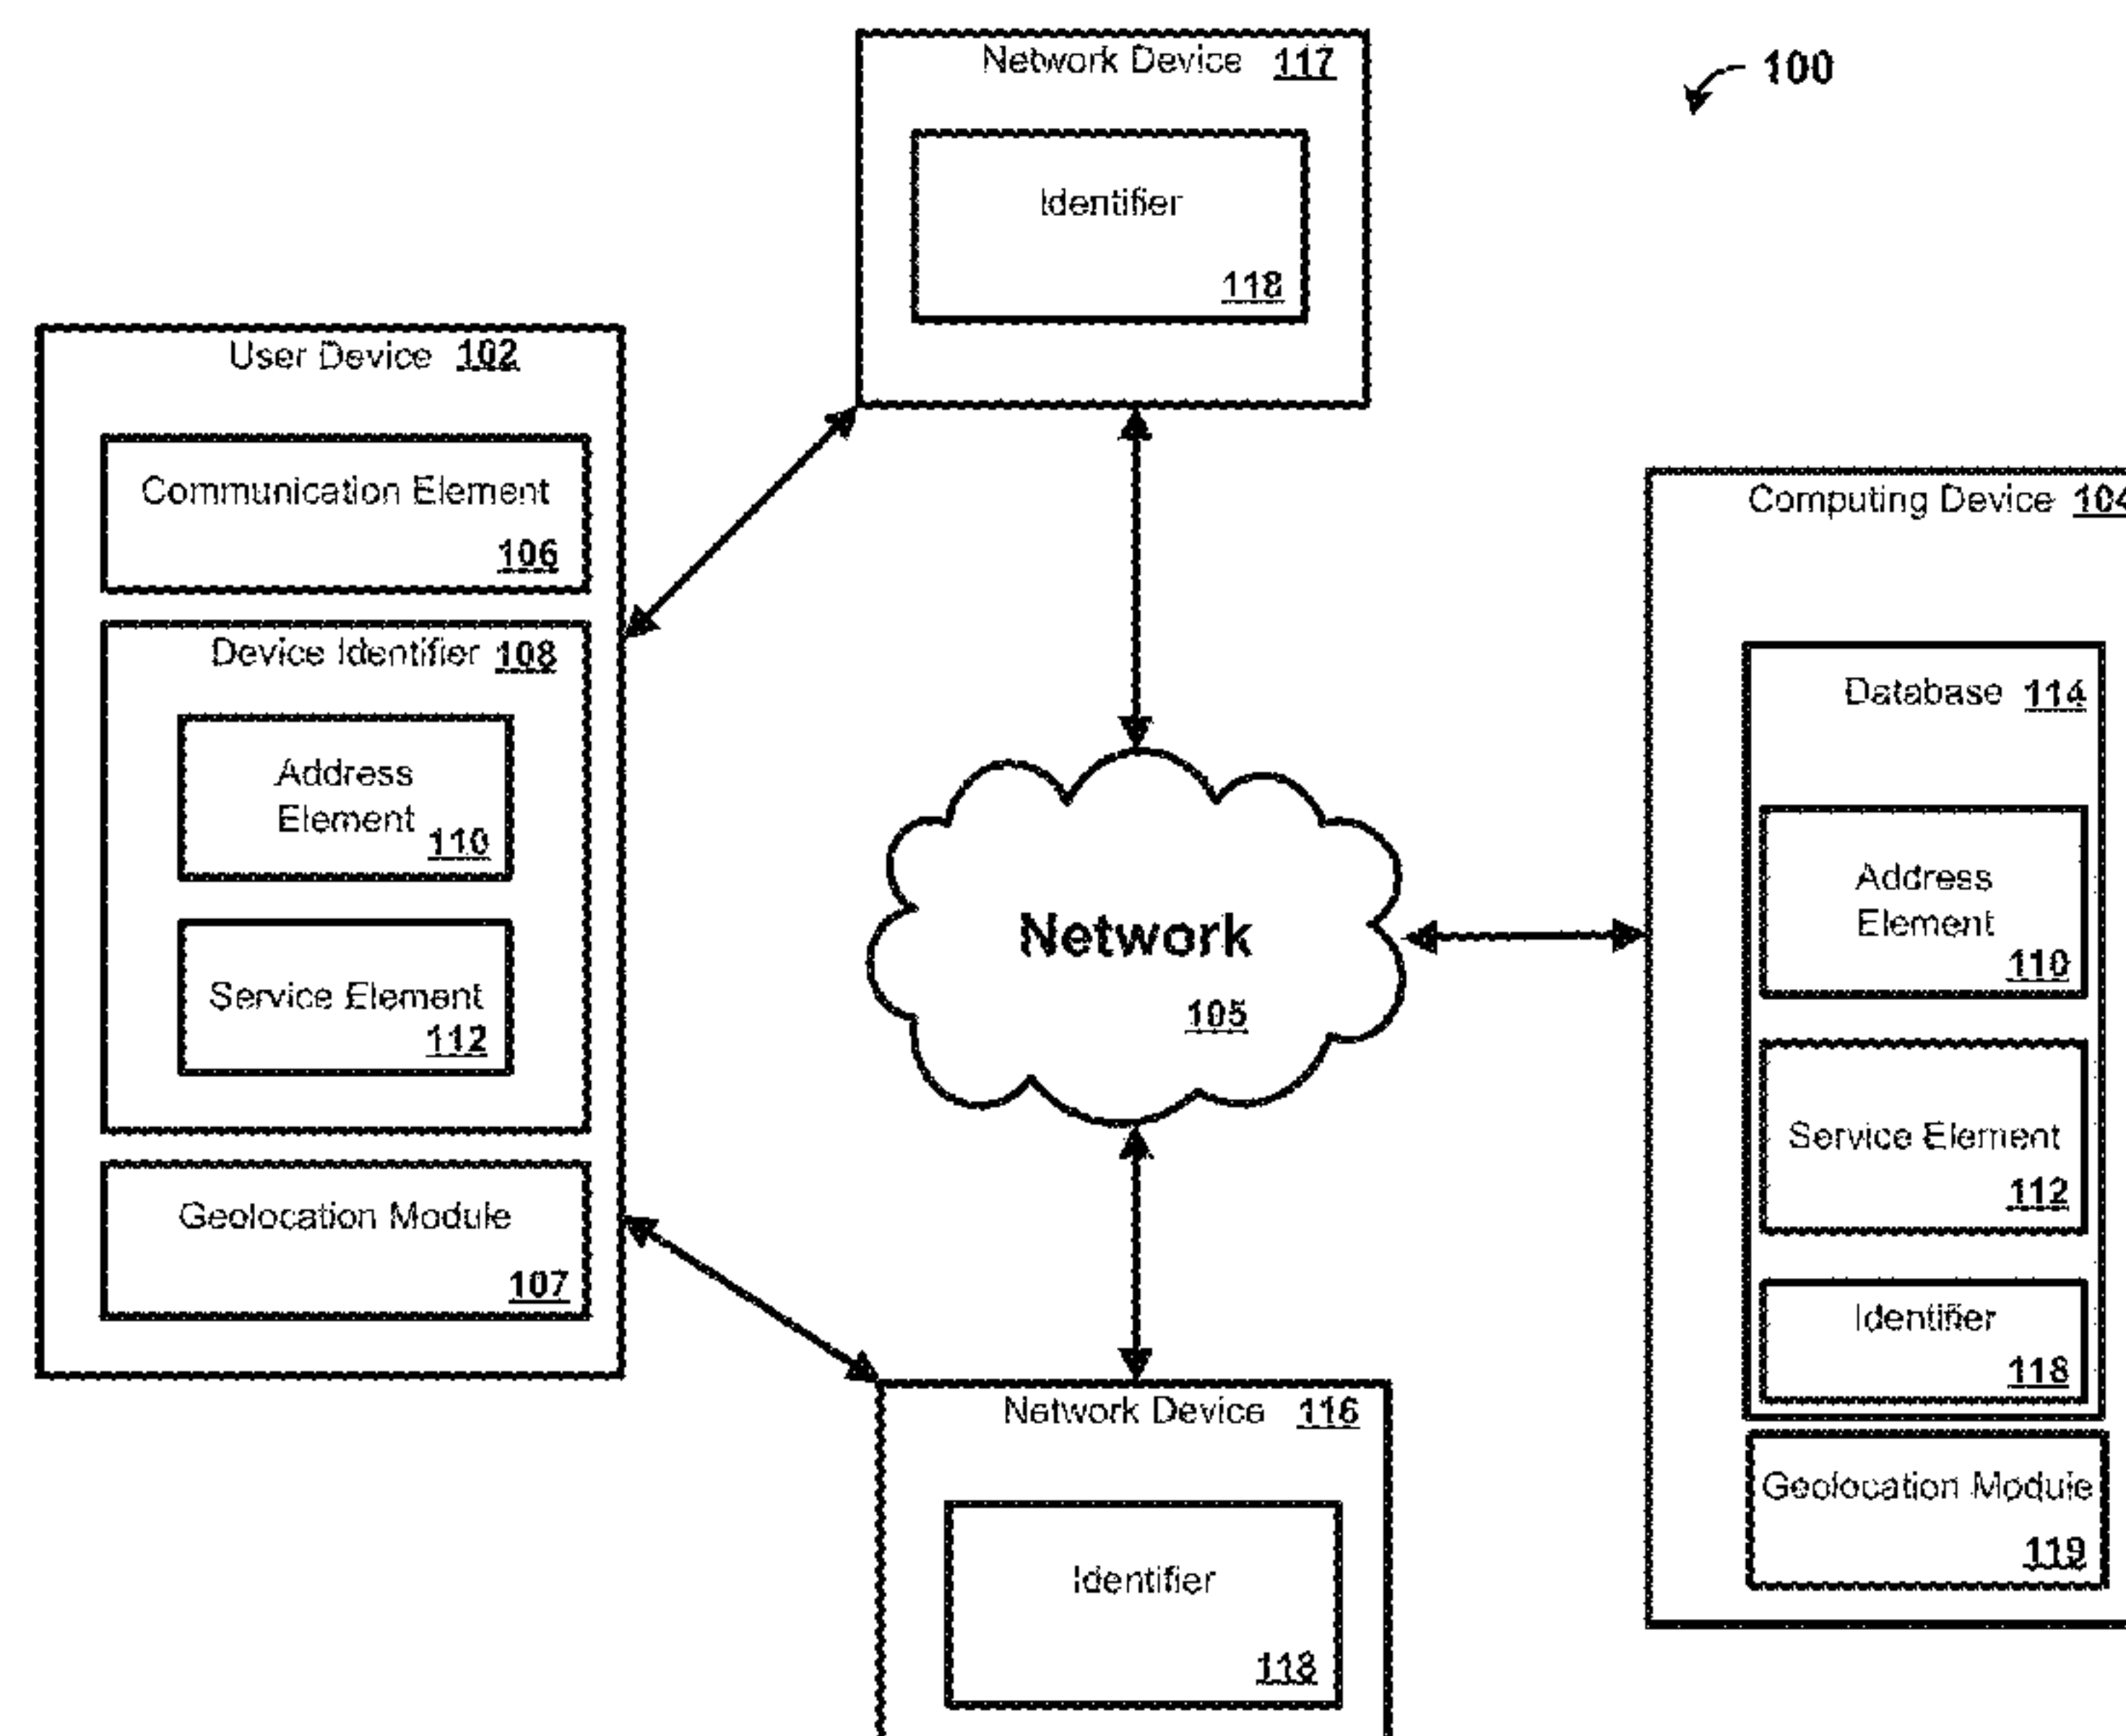 100
Network Device 117
Identifier
118
User Device 102
Communication Element
106
Device Identifier 108
Address
Element
110
Service Element
112
Geolocation Module
107
Network
105
Computing Device 104
Database 114
Address
Element
110
Service Element
112
Identifier
118
Geolocation Module
119
Network Device 116
Identifier
118